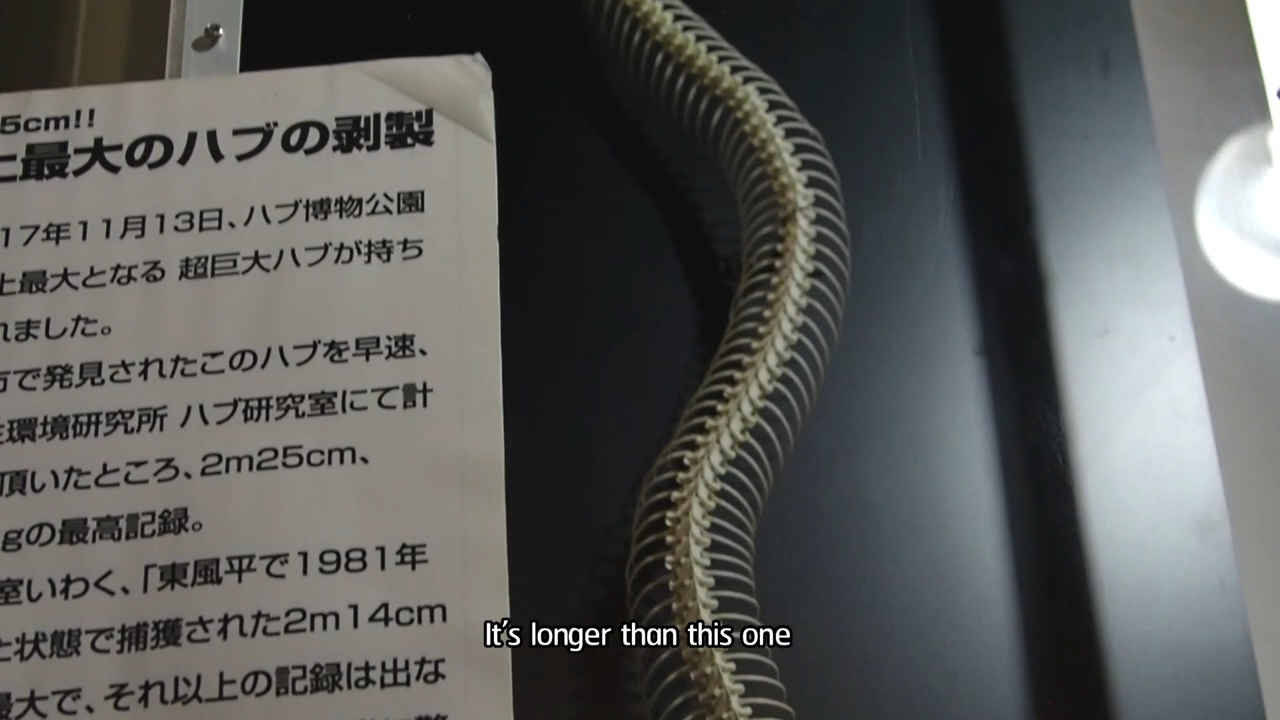 5cm!!
上最大のハブの剥製
17年11月13日、ハブ博物公園
上最大となる 超巨大ハブが持ち
れました。
市で発見されたこのハブを早速、
環境研究所 ハブ研究室にて計
頂いたところ、2m25cm、
gの最高記録。
室いわく、「東風平で1981年
状態で捕獲された2m14cm
最大で、それ以上の記録は出な
It's longer than this one